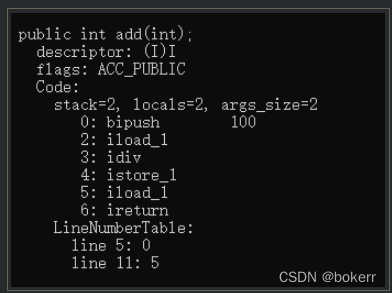 public int add(int);
descriptor: (I)I
flags: ACC_PUBLIC
Code:
stack=2, locals=2, args_size=2
0: bipush 100
2: iload_1
3: idiv
4: istore_1
5: iload_1
6: ireturn
LineNumberTable:
line 5: 0
line 11: 5
CSDN @bokerr